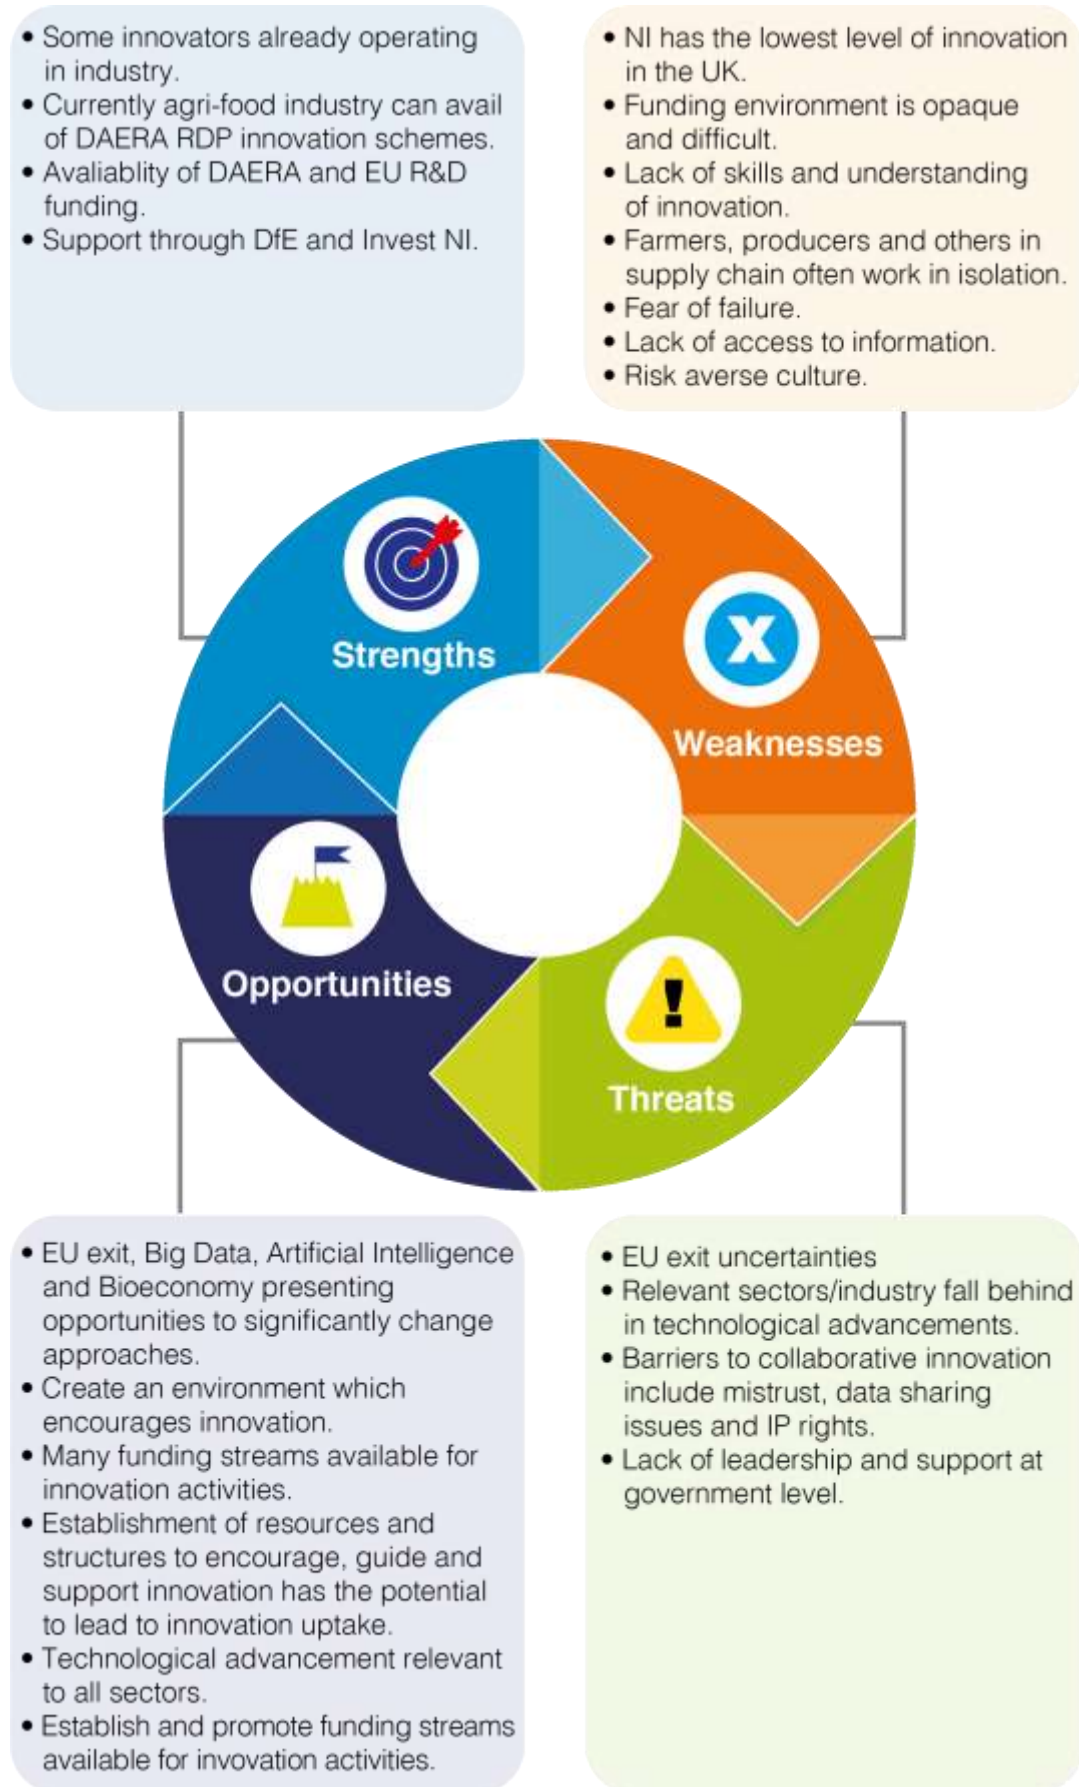 • Some innovators already operating
in industry.
• Currently agri-food industry can avail
of DAERA RDP innovation schemes.
• Avaliablity of DAERA and EU R&D
funding.
• Support through DfE and Invest NI.
• NI has the lowest level of innovation
in the UK.
• Funding environment is opaque
and difficult.
• Lack of skills and understanding
of innovation.
• Farmers, producers and others in
supply chain often work in isolation.
• Fear of failure.
• Lack of access to information.
• Risk averse culture.
Strengths
X
Weaknesses
Opportunities
!
Threats
• EU exit, Big Data, Artificial Intelligence
and Bioeconomy presenting
opportunities to significantly change
approaches.
• Create an environment which
encourages innovation.
• Many funding streams available for
innovation activities.
• Establishment of resources and
structures to encourage, guide and
support innovation has the potential
to lead to innovation uptake.
• Technological advancement relevant
to all sectors.
• Establish and promote funding streams
available for invovation activities.
• EU exit uncertainties
• Relevant sectors/industry fall behind
in technological advancements.
• Barriers to collaborative innovation
include mistrust, data sharing
issues and IP rights.
• Lack of leadership and support at
government level.